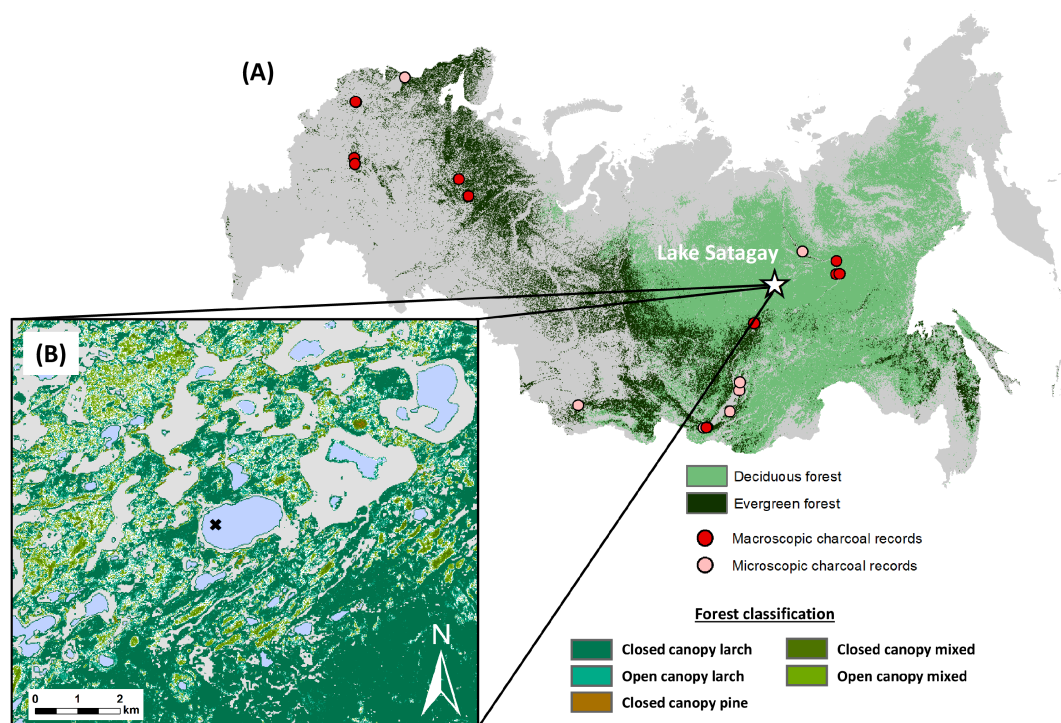 (A)
Lake Satagay
(B)
N
0 1 2
km
Deciduous forest
Evergreen forest
Macroscopic charcoal records
Microscopic charcoal records
Forest classification
Closed canopy larch
Closed canopy mixed
Open canopy larch
Open canopy mixed
Closed canopy pine